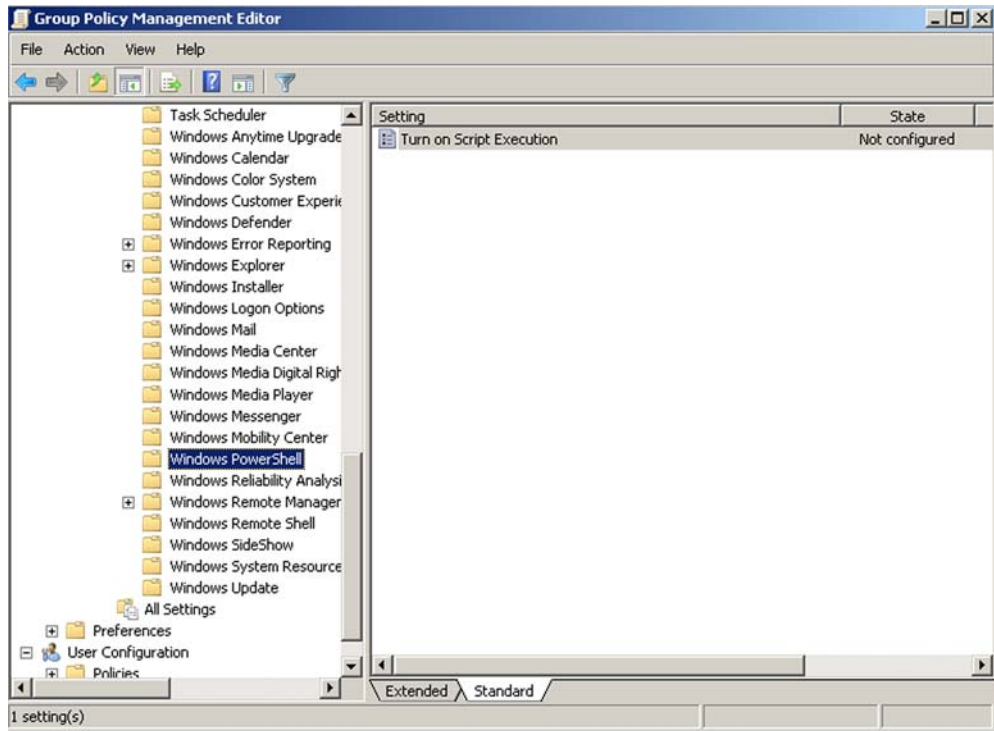 Group Policy Management Editor
File Action View Help
Task Scheduler
Windows Anytime Upgrade
Windows Calendar
Windows Color System
Windows Customer Experie
Windows Defender
Windows Error Reporting
Windows Explorer
Windows Installer
Windows Logon Options
Windows Mail
Windows Media Center
Windows Media Digital Righ
Windows Media Player
Windows Messenger
Windows Mobility Center
Windows PowerShell
Windows Reliability Analysi
Windows Remote Manager
Windows Remote Shell
Windows SideShow
Windows System Resource
Windows Update
All Settings
Preferences
User Configuration
Policies
Setting State
Turn on Script Execution Not configured
Extended Standard
1 setting(s)